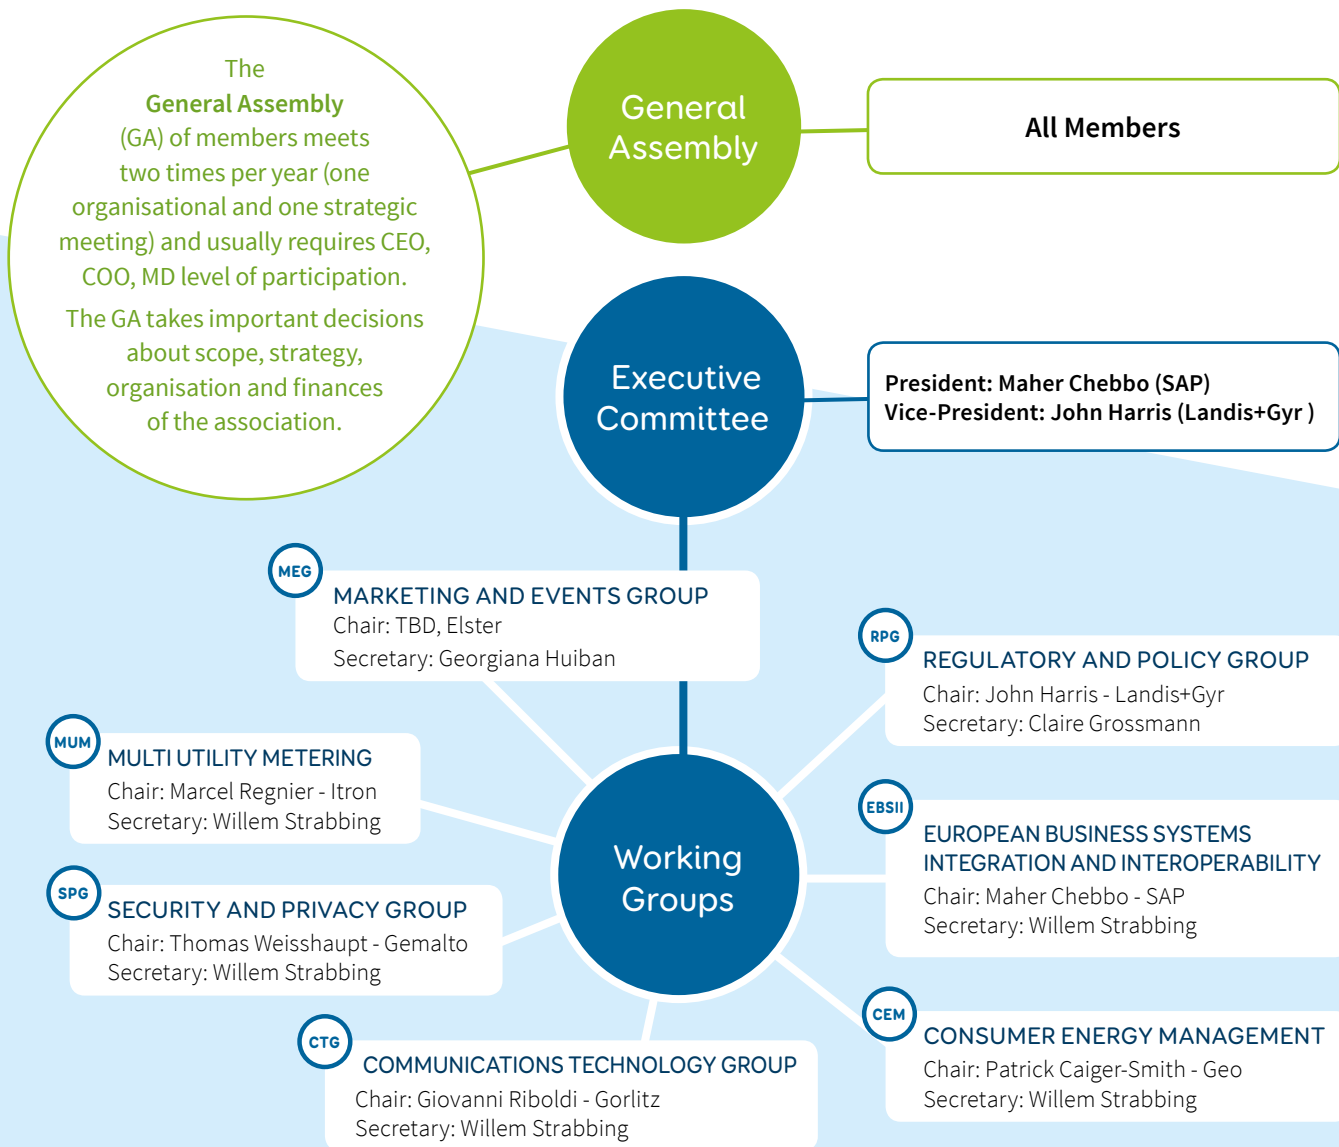 The
General Assembly
(GA) of members meets
two times per year (one
organisational and one strategic
meeting) and usually requires CEO,
COO, MD level of participation.
The GA takes important decisions
about scope, strategy,
organisation and finances
of the association.
General
Assembly
All Members
Executive
Committee
President: Maher Chebbo (SAP)
Vice-President: John Harris (Landis+Gyr )
MEG
MARKETING AND EVENTS GROUP
Chair: TBD, Elster
Secretary: Georgiana Huiban
RPG
REGULATORY AND POLICY GROUP
Chair: John Harris - Landis+Gyr
Secretary: Claire Grossmann
MUM
MULTI UTILITY METERING
Chair: Marcel Regnier - Itron
Secretary: Willem Strabbing
EBSII
EUROPEAN BUSINESS SYSTEMS
INTEGRATION AND INTEROPERABILITY
Chair: Maher Chebbo - SAP
Secretary: Willem Strabbing
Working
Groups
SPG
SECURITY AND PRIVACY GROUP
Chair: Thomas Weisshaupt - Gemalto
Secretary: Willem Strabbing
CEM
CONSUMER ENERGY MANAGEMENT
Chair: Patrick Caiger-Smith - Geo
Secretary: Willem Strabbing
CTG
COMMUNICATIONS TECHNOLOGY GROUP
Chair: Giovanni Riboldi - Gorlitz
Secretary: Willem Strabbing